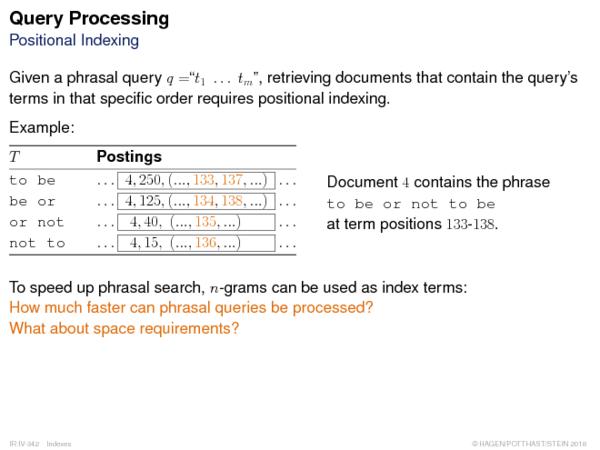 Query Processing
Positional Indexing
Given a phrasal query q =“t1 … tm”, retrieving documents that contain the query’s
terms in that specific order requires positional indexing.
Example:
T Postings
to be … 4, 250, (..., 133, 137, ...) …
be or … 4, 125, (..., 134, 138, ...) …
or not … 4, 40, (..., 135, ...) …
not to … 4, 15, (..., 136, ...) …
Document 4 contains the phrase
to be or not to be
at term positions 133-138.
To speed up phrasal search, n-grams can be used as index terms:
How much faster can phrasal queries be processed?
What about space requirements?
IR:IV-342 Indexes © HAGEN/POTTHAST/STEIN 2018